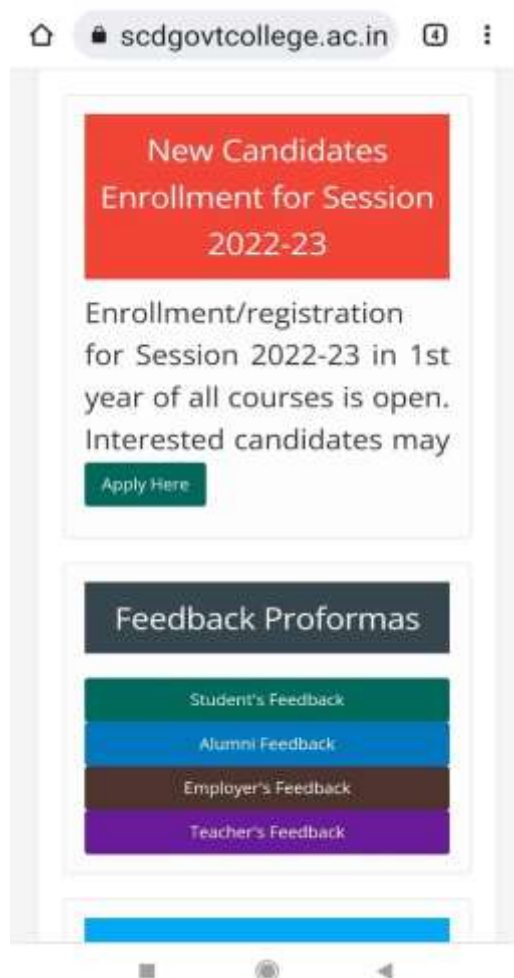 scdgovtcollege.ac.in
4
New Candidates
Enrollment for Session
2022-23
Enrollment/registration
for Session 2022-23 in 1st
year of all courses is open.
Interested candidates may
Apply Here
Feedback Proformas
Student's Feedback
Alumni Feedback
Employer's Feedback
Teacher's Feedback